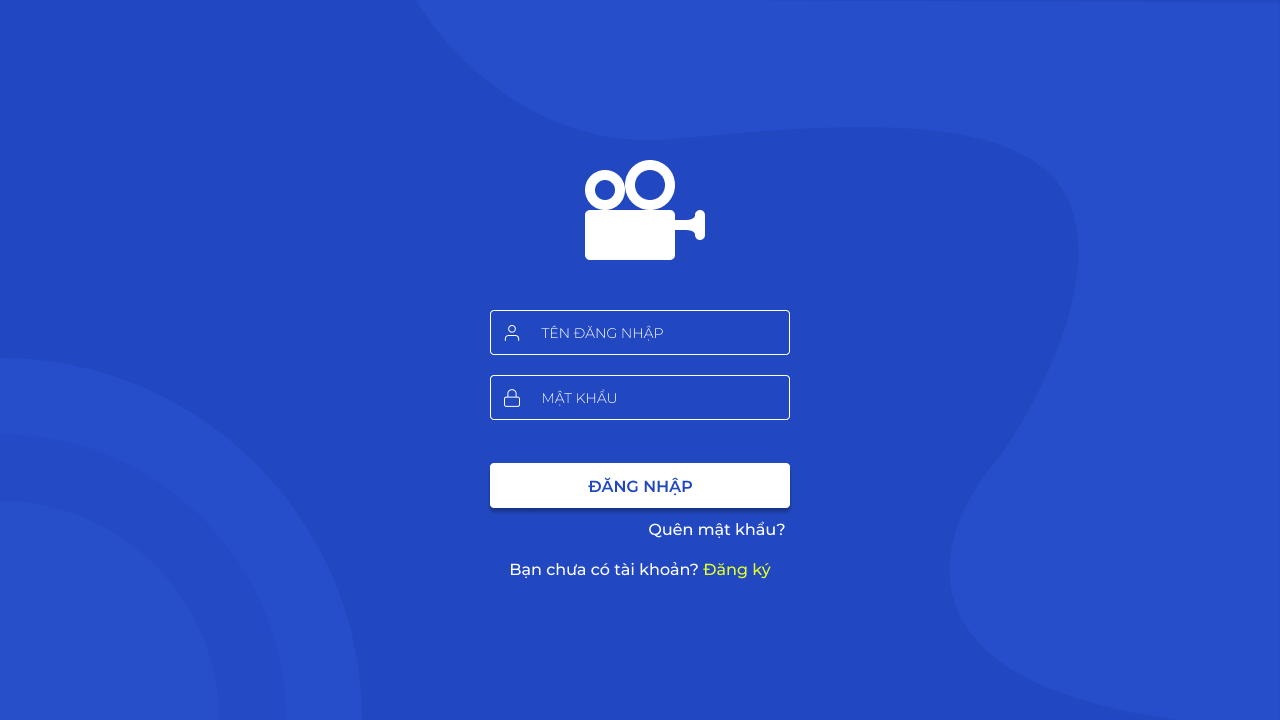 TÊN ĐĂNG NHẬP
MẬT KHẨU
ĐĂNG NHẬP
Quên mật khẩu?
Bạn chưa có tài khoản? Đăng ký